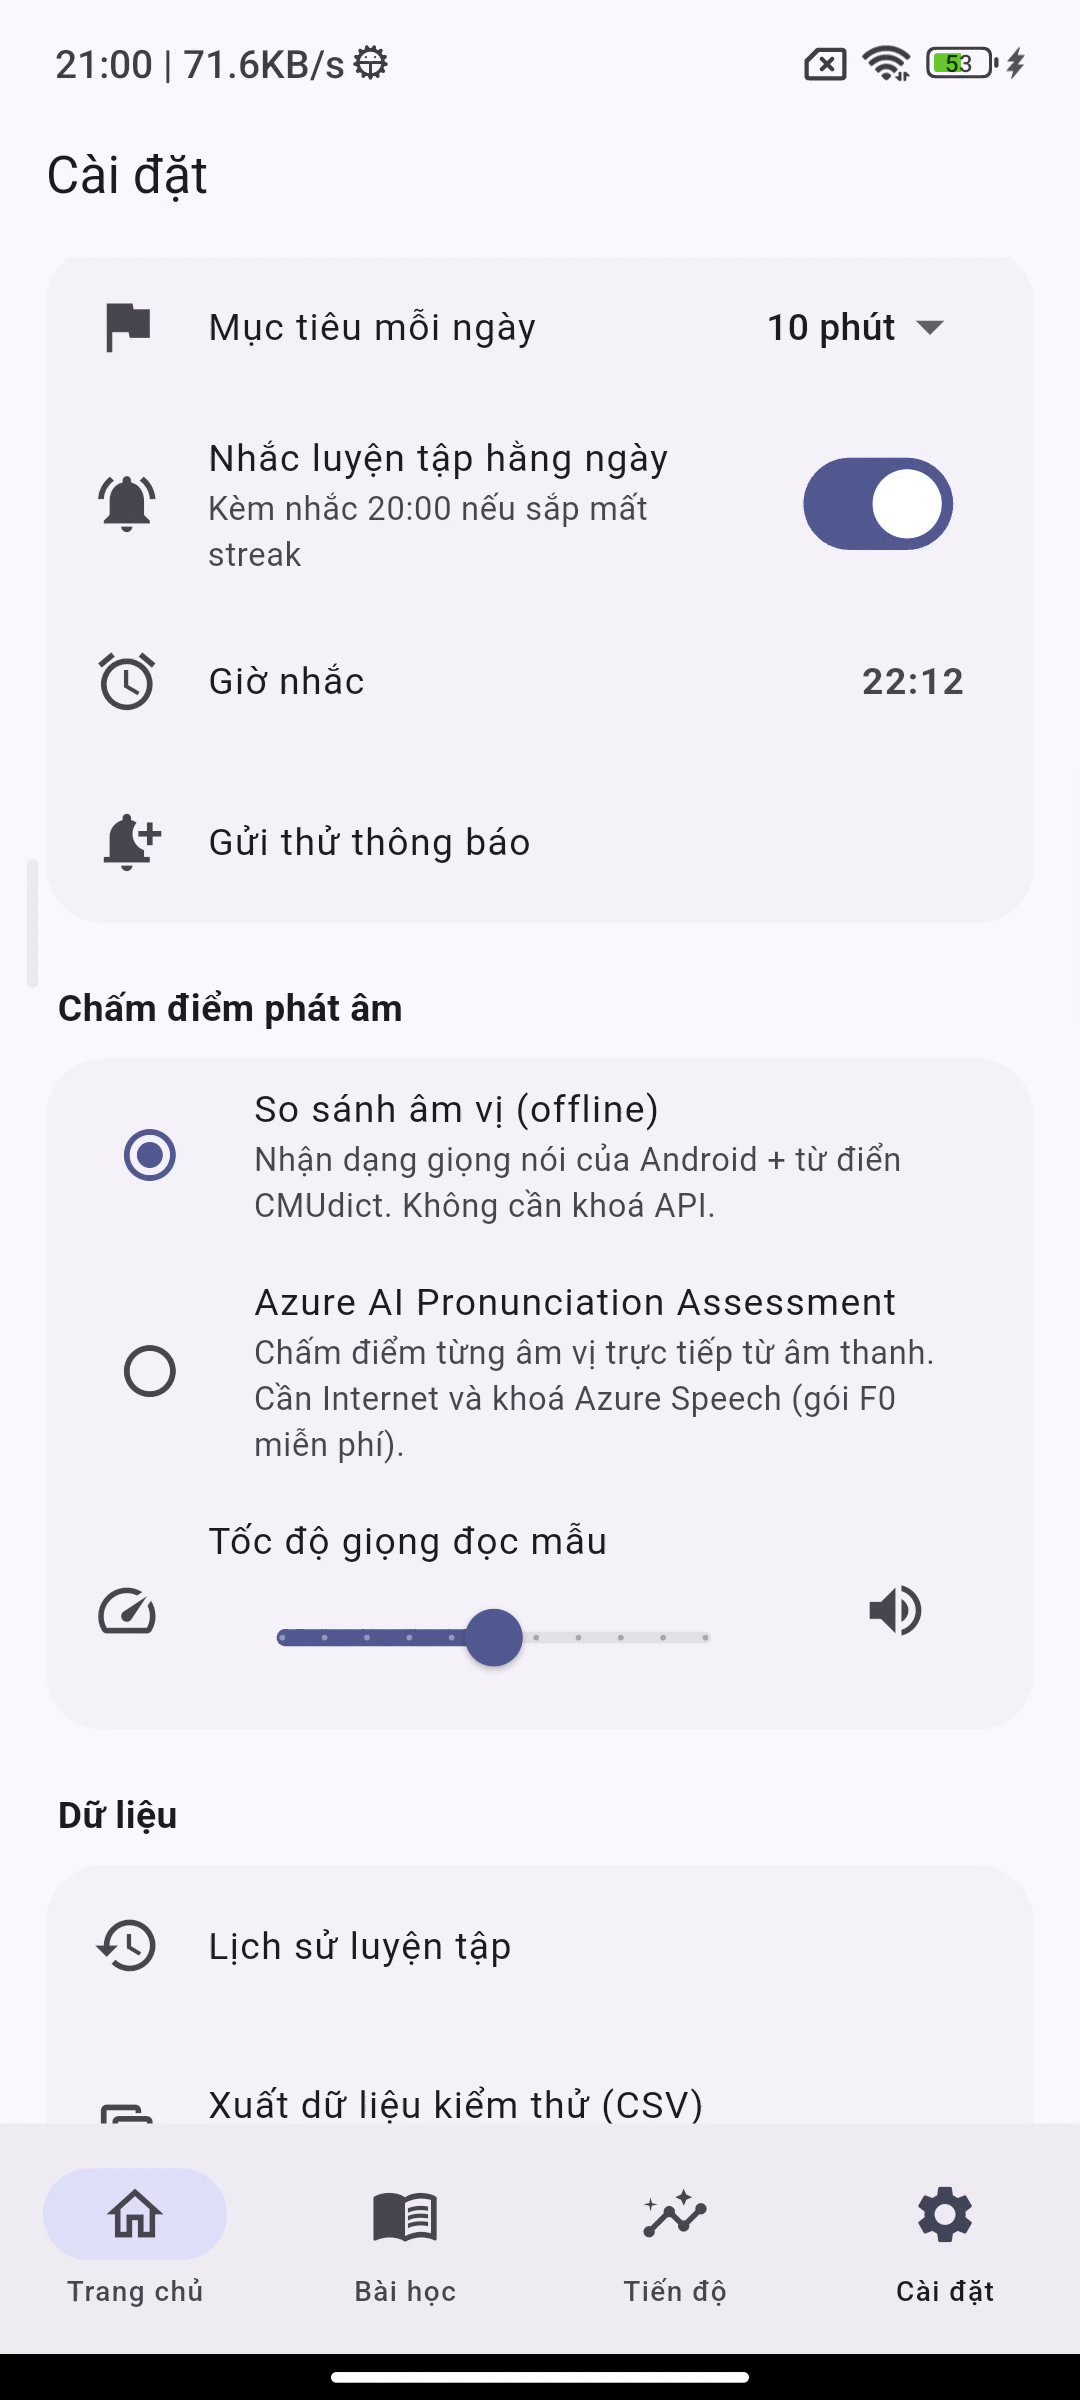 21:00 | 71.6KB/s
53
Cài đặt
Mục tiêu mỗi ngày
10 phút
Nhắc luyện tập hằng ngày
Kèm nhắc 20:00 nếu sắp mất
streak
Giờ nhắc
22:12
Gửi thử thông báo
Chấm điểm phát âm
So sánh âm vị (offline)
Nhận dạng giọng nói của Android + từ điển
CMUdict. Không cần khoá API.
Azure AI Pronunciation Assessment
Chấm điểm từng âm vị trực tiếp từ âm thanh.
Cần Internet và khoá Azure Speech (gói F0
miễn phí).
Tốc độ giọng đọc mẫu
Dữ liệu
Lịch sử luyện tập
Xuất dữ liệu kiểm thử (CSV)
Trang chủ
Bài học
Tiến độ
Cài đặt